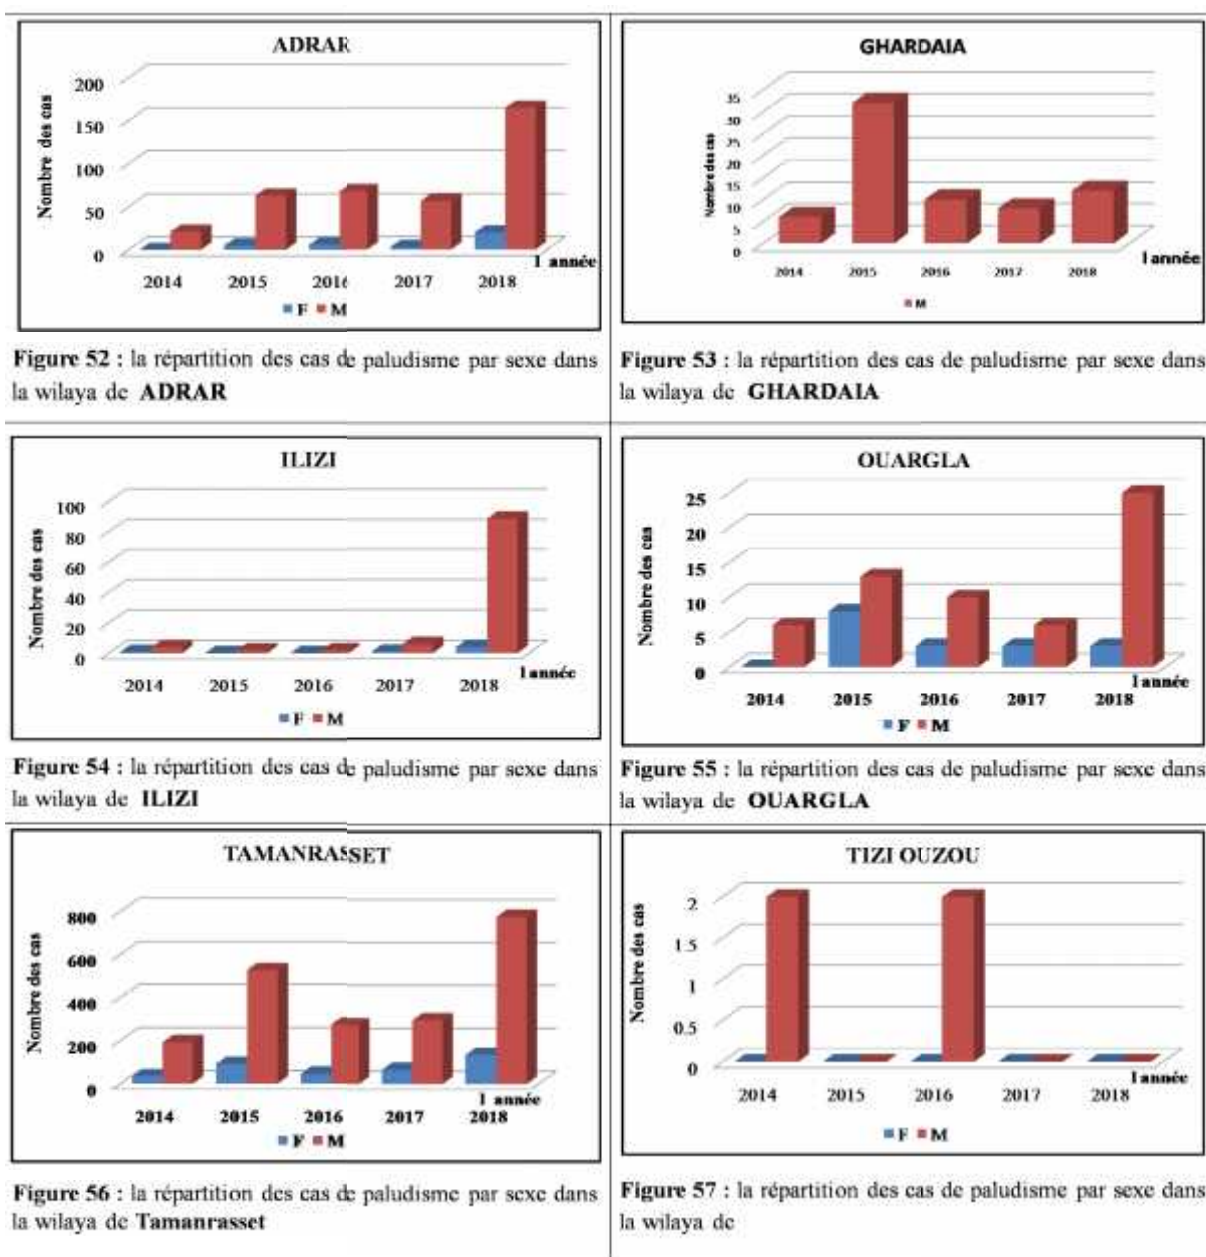 ADRAR
Nombre des cas
200
150
100
50
0
2014 2015 2016 2017 2018
l année
F M
Figure 52 : la répartition des cas de paludisme par sexe dans
la wilaya de ADRAR
GHARDAIA
Nombre des cas
35
30
25
20
15
10
5
0
2014 2015 2016 2017 2018
l année
M
Figure 53 : la répartition des cas de paludisme par sexe dans
la wilaya de GHARDAIA
ILIZI
Nombre des cas
100
80
60
40
20
0
2014 2015 2016 2017 2018
l année
F M
Figure 54 : la répartition des cas de paludisme par sexe dans
la wilaya de ILIZI
OUARGLA
Nombre des cas
25
20
15
10
5
0
2014 2015 2016 2017 2018
l année
F M
Figure 55 : la répartition des cas de paludisme par sexe dans
la wilaya de OUARGLA
TAMANRASSET
Nombre des cas
800
600
400
200
0
2014 2015 2016 2017 2018
l année
F M
Figure 56 : la répartition des cas de paludisme par sexe dans
la wilaya de Tamanrasset
TIZI OUZOU
Nombre des cas
2
1.5
1
0.5
0
2014 2015 2016 2017 2018
l année
F M
Figure 57 : la répartition des cas de paludisme par sexe dans
la wilaya de